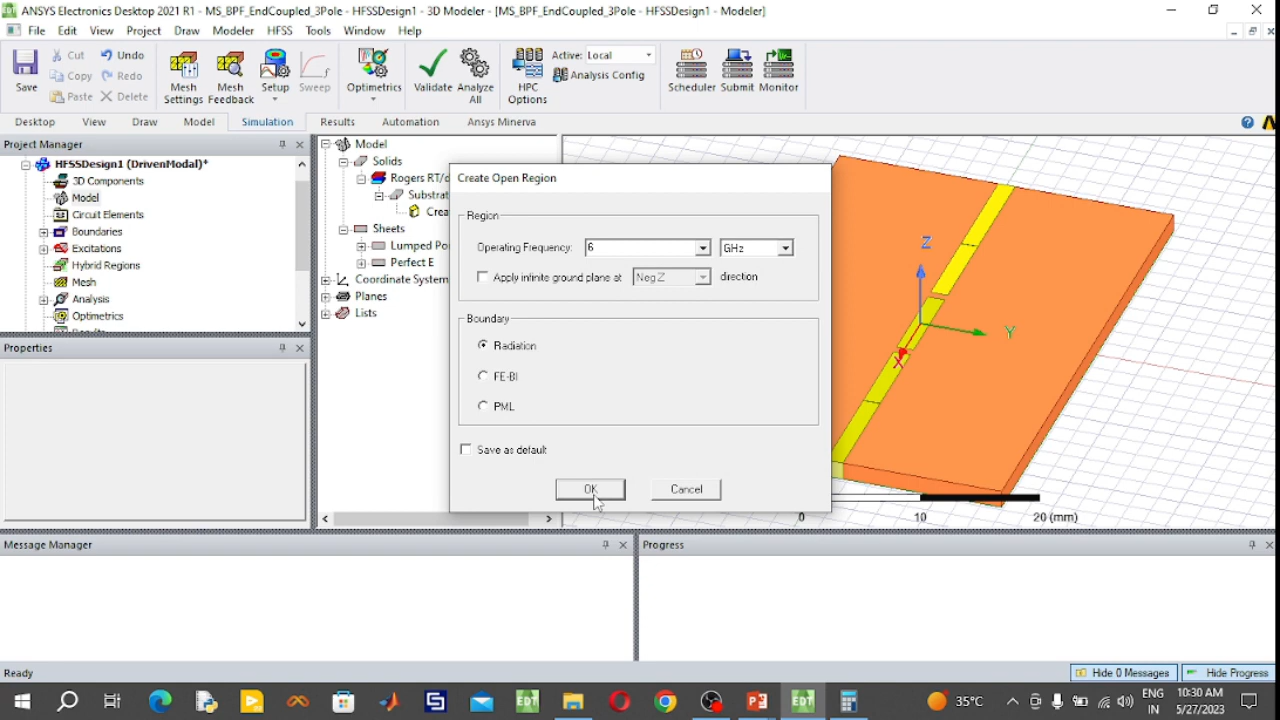 ANSYS Electronics Desktop 2021 R1 - MS_BPF_EndCoupled_3Pole - HFSSDesign1 - 3D Modeler - [MS_BPF_EndCoupled_3Pole - HFSSDesign1 - Modeler]
File Edit View Project Draw Modeler HFSS Tools Window Help
Save
Cut
Copy
Paste
Undo
Redo
Delete
Mesh Settings
Mesh Feedback
Setup
Sweep
Optimetrics
Validate
Analyze All
HPC Options
Active: Local
Analysis Config
Scheduler
Submit
Monitor
Desktop View Draw Model Simulation Results Automation Ansys Minerva
Project Manager
HFSSDesign1 (DrivenModal)*
3D Components
Model
Circuit Elements
Boundaries
Excitations
Hybrid Regions
Mesh
Analysis
Optimetrics
Properties
Model
Solids
Rogers RT/d
Substrat
Crea
Sheets
Lumped Po
Perfect E
Coordinate System
Planes
Lists
Create Open Region
Region
Operating Frequency: 6 GHz
Apply infinite ground plane at Neg Z direction
Boundary
Radiation
FE-BI
PML
Save as default
OK Cancel
Z
Y
X
0 10 20 (mm)
Message Manager
Progress
Ready
Hide 0 Messages Hide Progress
35°C
ENG
IN
10:30 AM
5/27/2023